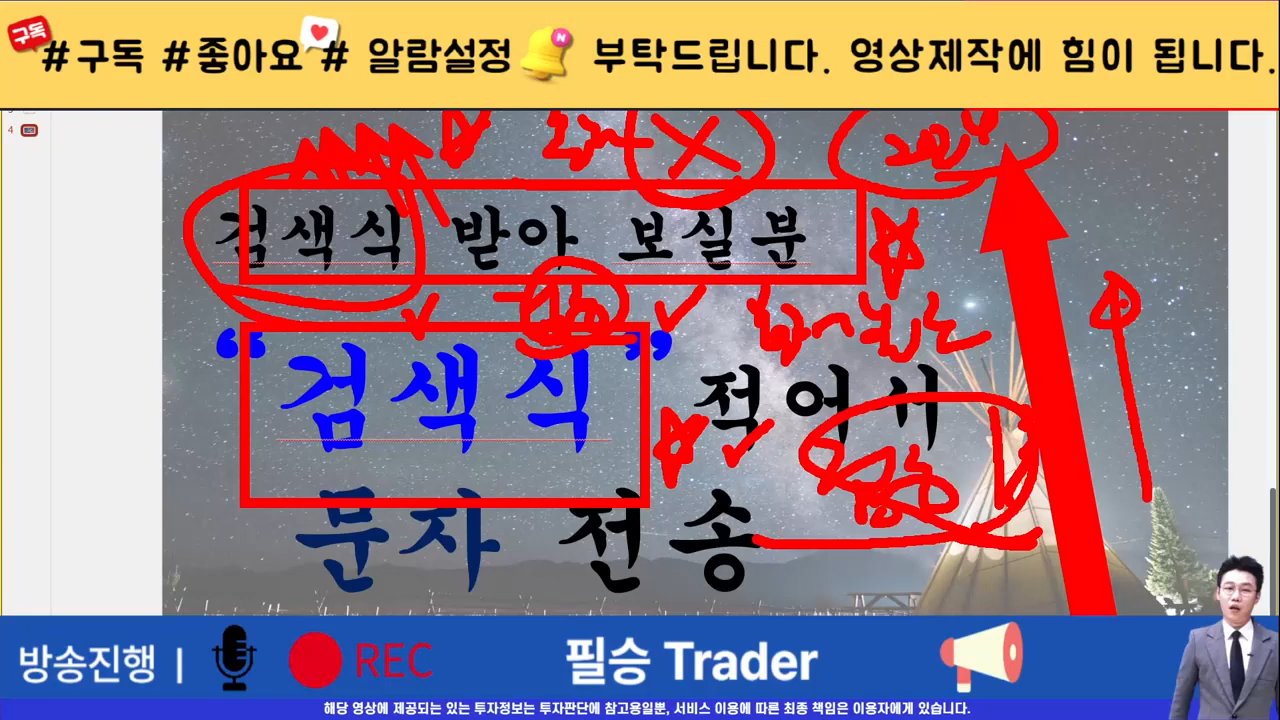 구독
#구독 #좋아요 # 알람설정 N 부탁드립니다. 영상제작에 힘이 됩니다.
4
검색식 받아 보실분
“검색식” 적어서
문자 전송
방송진행 | REC 필승 Trader
해당 영상에 제공되는 있는 투자정보는 투자판단에 참고용일뿐, 서비스 이용에 따른 최종 책임은 이용자에게 있습니다.